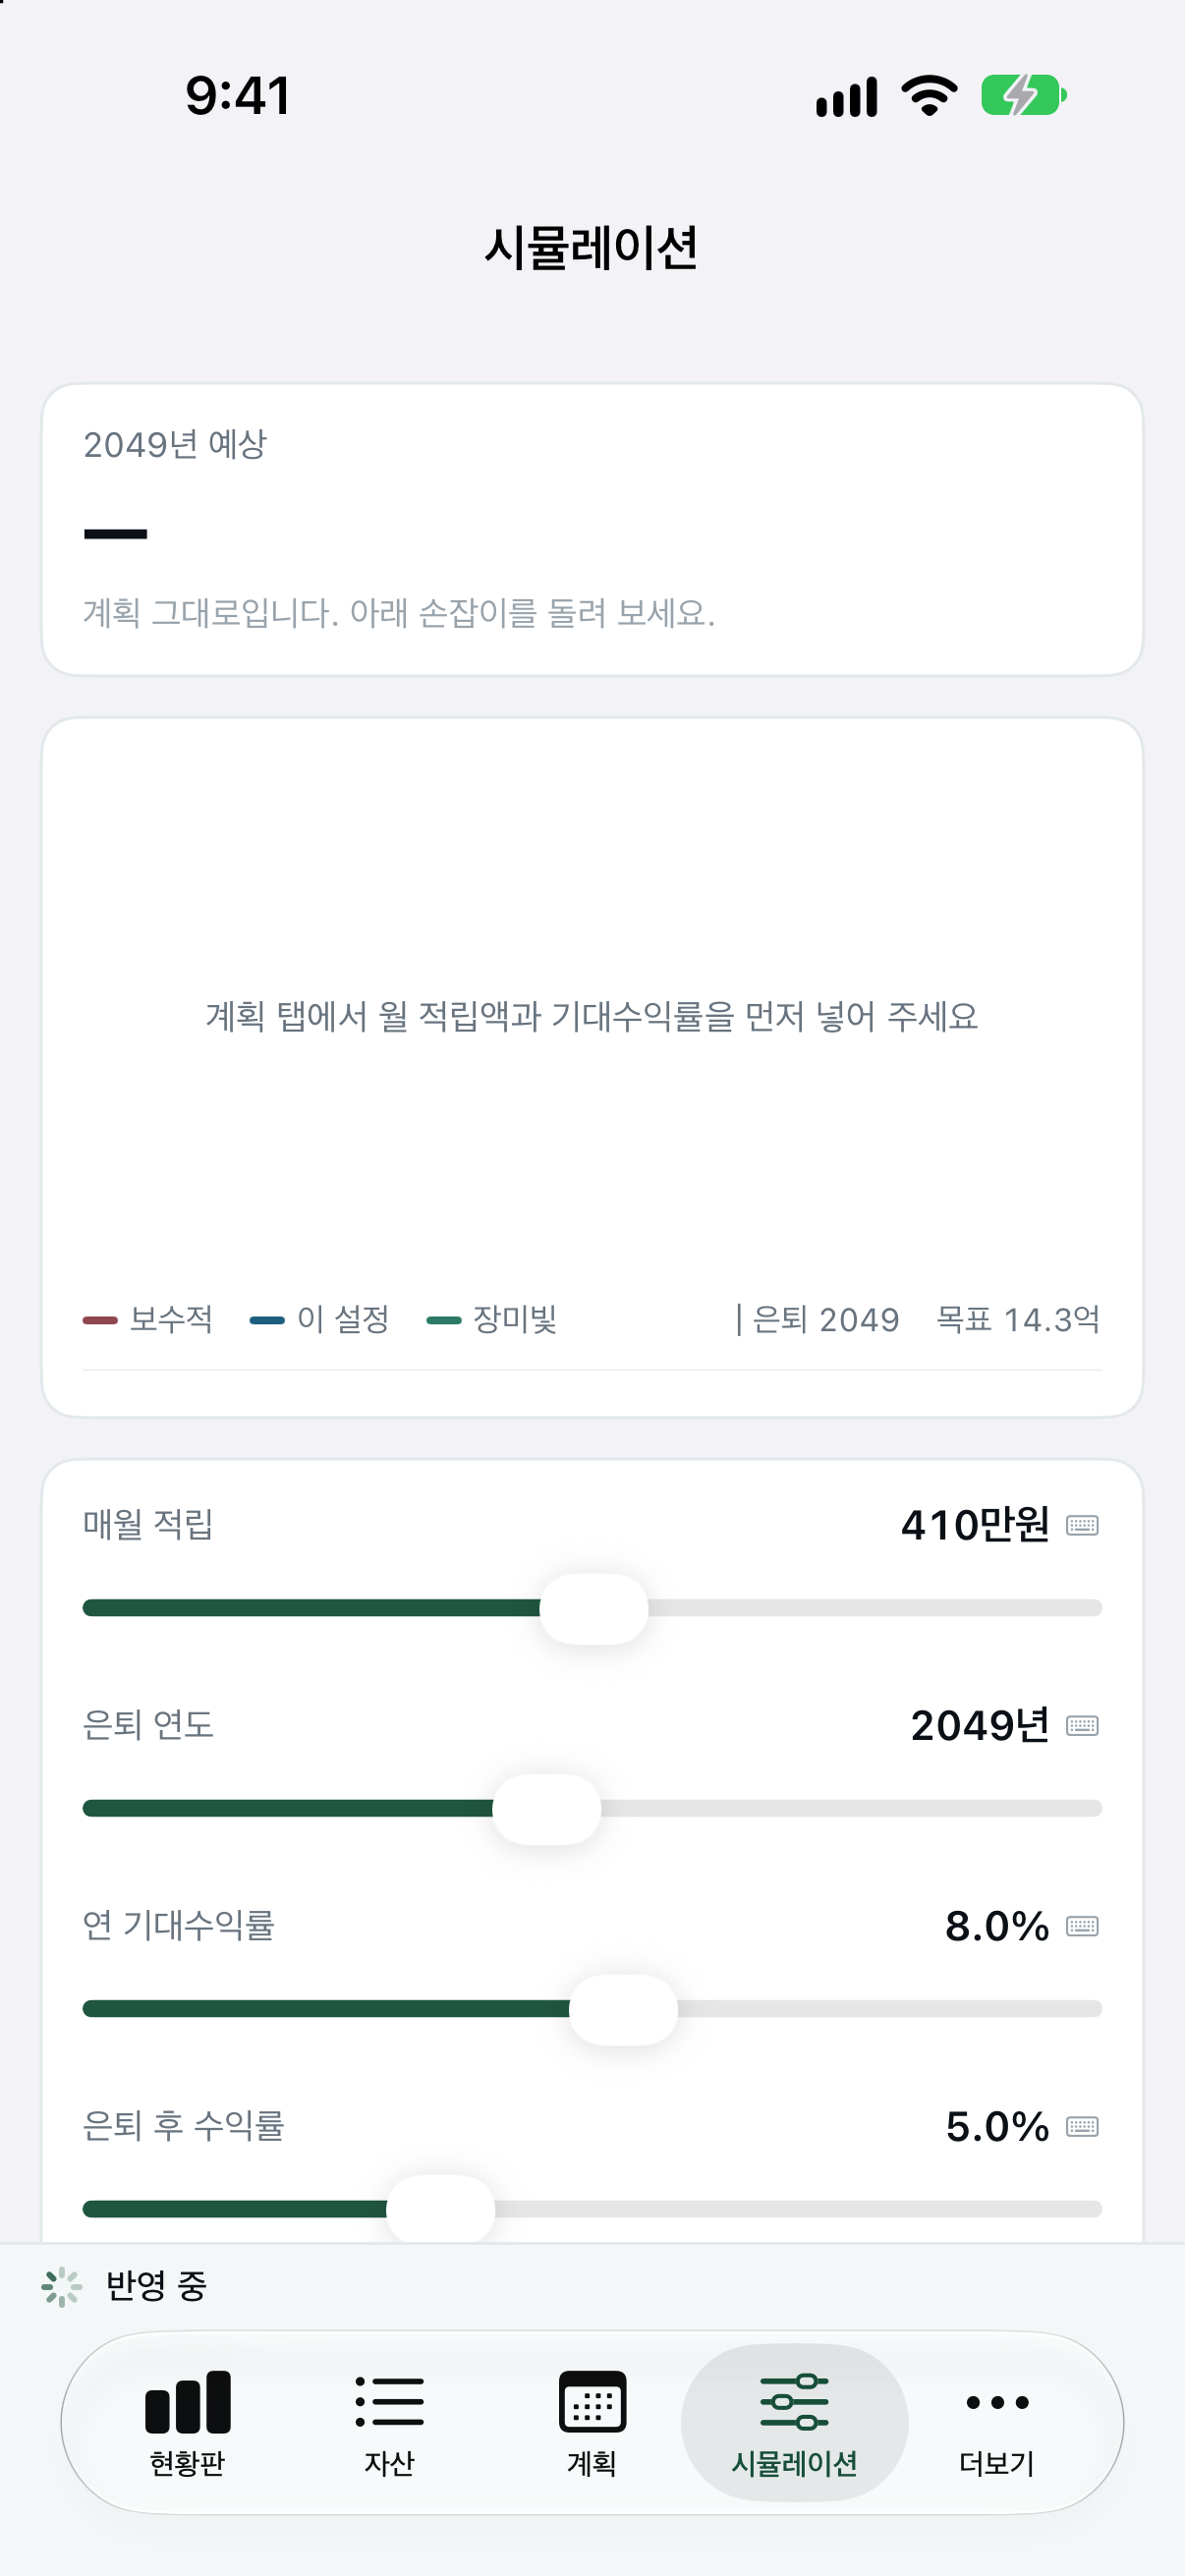 9:41
시뮬레이션
2049년 예상
—
계획 그대로입니다. 아래 손잡이를 돌려 보세요.
계획 탭에서 월 적립액과 기대수익률을 먼저 넣어 주세요
보수적 이 설정 장미빛 | 은퇴 2049 목표 14.3억
매월 적립 410만원
은퇴 연도 2049년
연 기대수익률 8.0%
은퇴 후 수익률 5.0%
반영 중
현황판 자산 계획 시뮬레이션 더보기